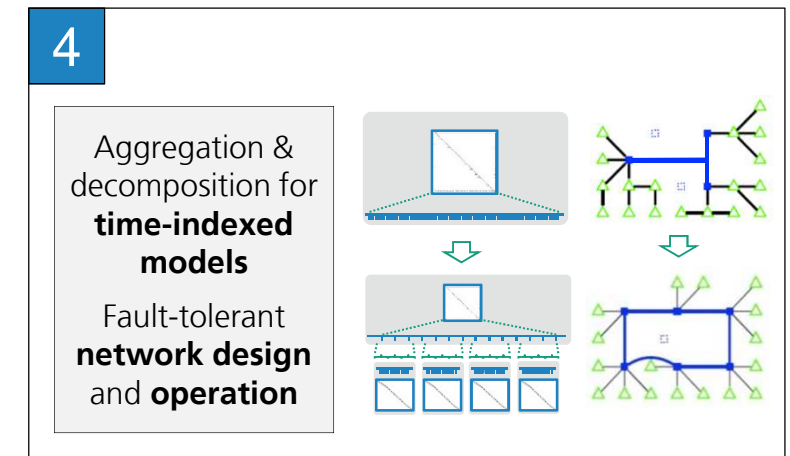 4
Aggregation &
decomposition for
time-indexed
models
Fault-tolerant
network design
and operation